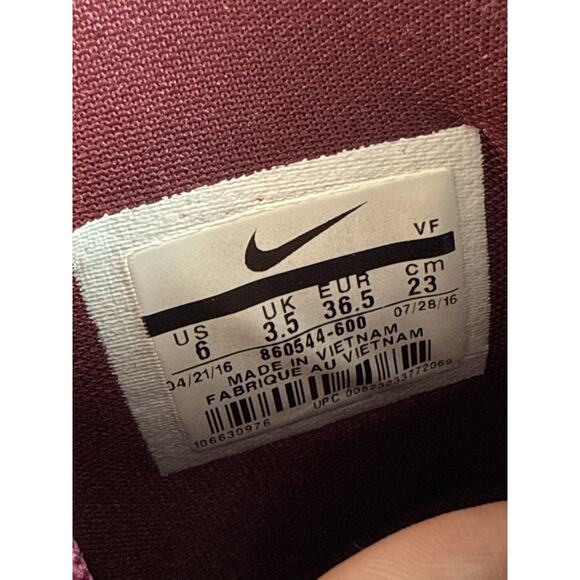 VF
US UK EUR cm
6 3.5 36.5 23
860544-600
04/21/16 07/28/16
MADE IN VIETNAM
FABRIQUE AU VIETNAM
106630976 UPC 00823233772069